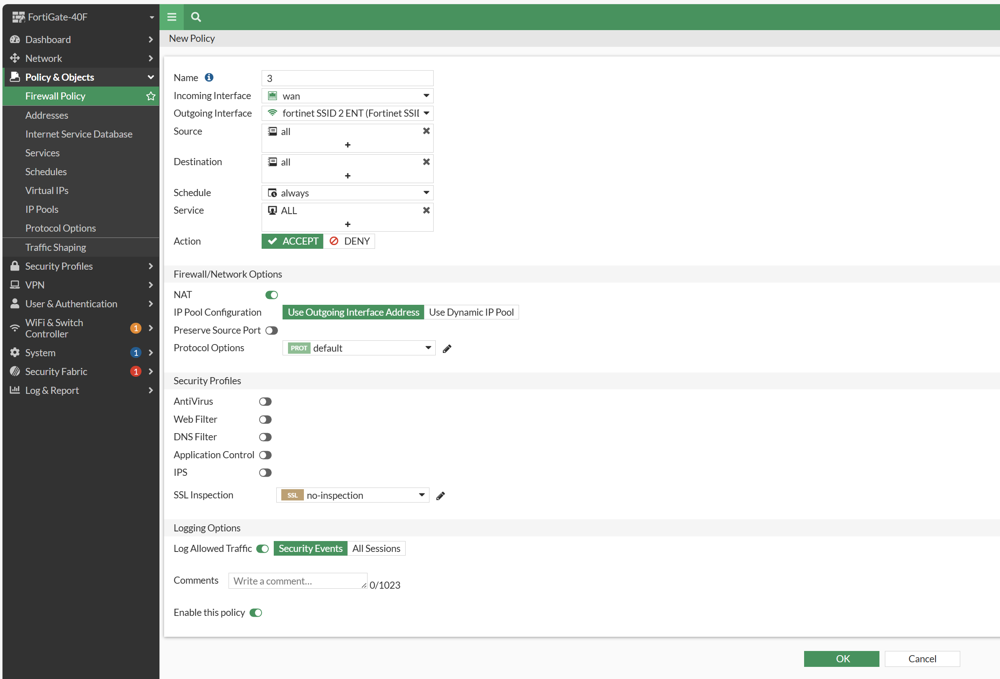 FortiGate-40F
Dashboard
Network
Policy & Objects
Firewall Policy
Addresses
Internet Service Database
Services
Schedules
Virtual IPs
IP Pools
Protocol Options
Traffic Shaping
Security Profiles
VPN
User & Authentication
WiFi & Switch
Controller
1
System
1
Security Fabric
1
Log & Report
New Policy
Name
3
Incoming Interface
wan
Outgoing Interface
fortinet SSID 2 ENT (Fortinet SSI
Source
all
Destination
all
Schedule
always
Service
ALL
Action
ACCEPT
DENY
Firewall/Network Options
NAT
IP Pool Configuration
Use Outgoing Interface Address
Use Dynamic IP Pool
Preserve Source Port
Protocol Options
PROT
default
Security Profiles
AntiVirus
Web Filter
DNS Filter
Application Control
IPS
SSL Inspection
SSL
no-inspection
Logging Options
Log Allowed Traffic
Security Events
All Sessions
Comments
Write a comment...
0/1023
Enable this policy
OK
Cancel